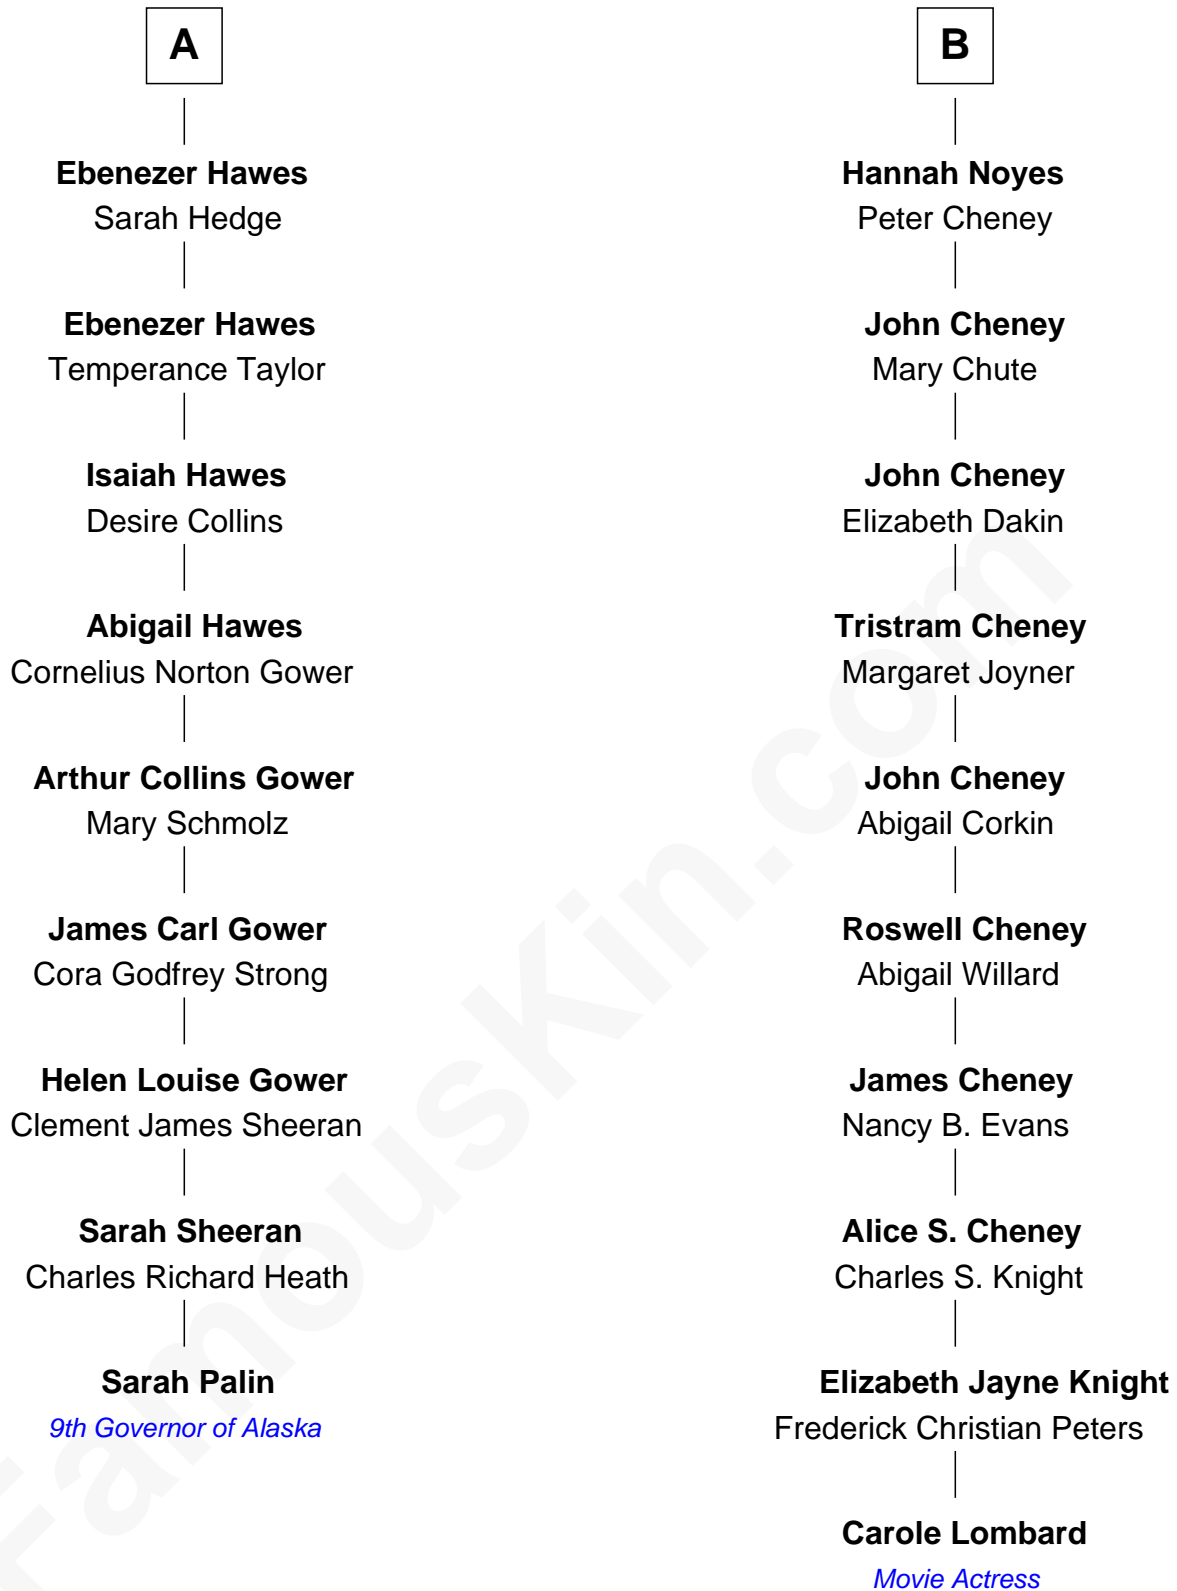 A
Ebenezer Hawes
Sarah Hedge
Ebenezer Hawes
Temperance Taylor
Isaiah Hawes
Desire Collins
Abigail Hawes
Cornelius Norton Gower
Arthur Collins Gower
Mary Schmolz
James Carl Gower
Cora Godfrey Strong
Helen Louise Gower
Clement James Sheeran
Sarah Sheeran
Charles Richard Heath
Sarah Palin
9th Governor of Alaska
B
Hannah Noyes
Peter Cheney
John Cheney
Mary Chute
John Cheney
Elizabeth Dakin
Tristram Cheney
Margaret Joyner
John Cheney
Abigail Corkin
Roswell Cheney
Abigail Willard
James Cheney
Nancy B. Evans
Alice S. Cheney
Charles S. Knight
Elizabeth Jayne Knight
Frederick Christian Peters
Carole Lombard
Movie Actress
FamousKin.com